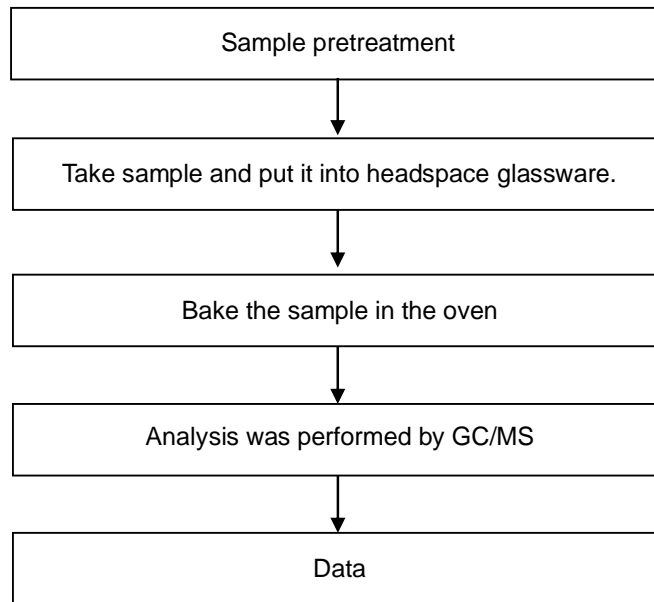 Sample pretreatment
Take sample and put it into headspace glassware.
Bake the sample in the oven
Analysis was performed by GC/MS
Data